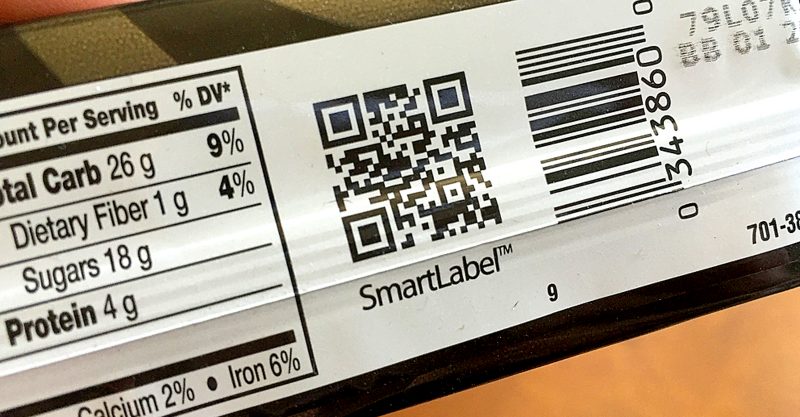 ount Per Serving % DV*
otal Carb 26 g 9%
Dietary Fiber 1 g 4%
Sugars 18 g
Protein 4 g
Calcium 2% • Iron 6%
SmartLabel™
9
0 343860 0
79L07
BB 01 2
701-38